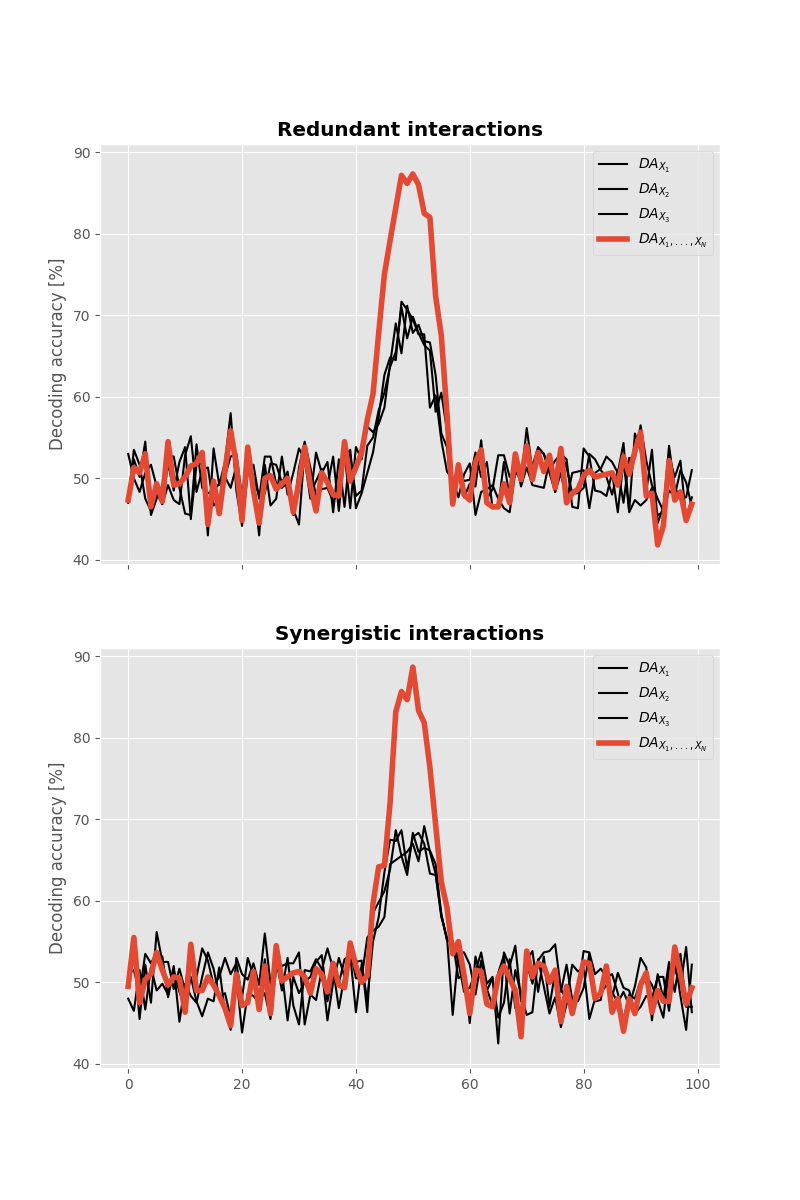 Redundant interactions
90
80
70
60
50
40
Decoding accuracy [%]
DA_{X_1}
DA_{X_2}
DA_{X_3}
DA_{X_1,...,X_N}
Synergistic interactions
90
80
70
60
50
40
Decoding accuracy [%]
DA_{X_1}
DA_{X_2}
DA_{X_3}
DA_{X_1,...,X_N}
0 20 40 60 80 100